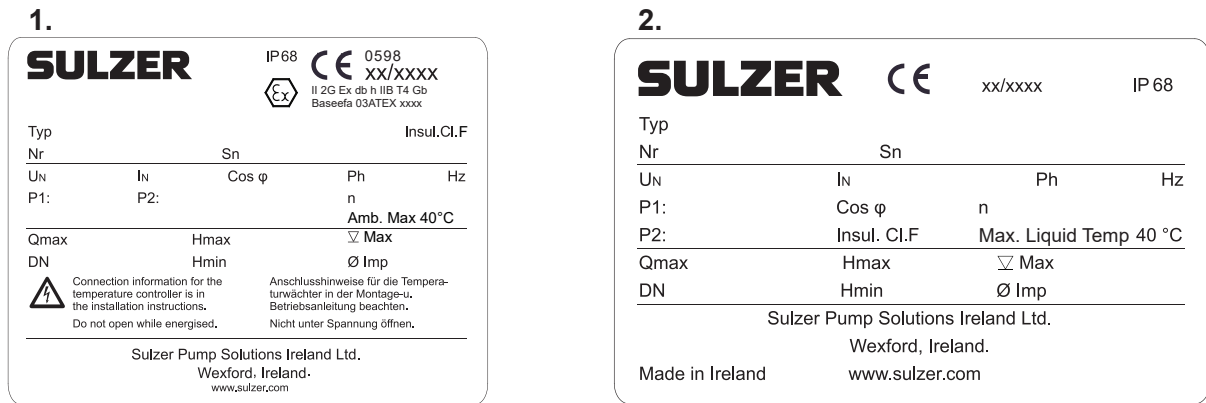 1.
SULZER IP 68 CE 0598
xx/xxxx
Ex II 2G Ex db h IIB T4 Gb
Baseefa 03ATEX xxxx
Typ Insul.Cl.F
Nr Sn
UN IN Cos φ Ph Hz
P1: P2: n
Amb. Max 40°C
Qmax Hmax ▽ Max
DN Hmin Ø Imp
Connection information for the
temperature controller is in
the installation instructions.
Do not open while energised.
Anschlusshinweise für die Tempera-
turwächter in der Montage-u.
Betriebsanleitung beachten.
Nicht unter Spannung öffnen.
Sulzer Pump Solutions Ireland Ltd.
Wexford, Ireland.
www.sulzer.com
2.
SULZER CE xx/xxxx IP 68
Typ
Nr Sn
UN IN Ph Hz
P1: Cos φ n
P2: Insul. Cl.F Max. Liquid Temp 40 °C
Qmax Hmax ▽ Max
DN Hmin Ø Imp
Sulzer Pump Solutions Ireland Ltd.
Wexford, Ireland.
Made in Ireland www.sulzer.com